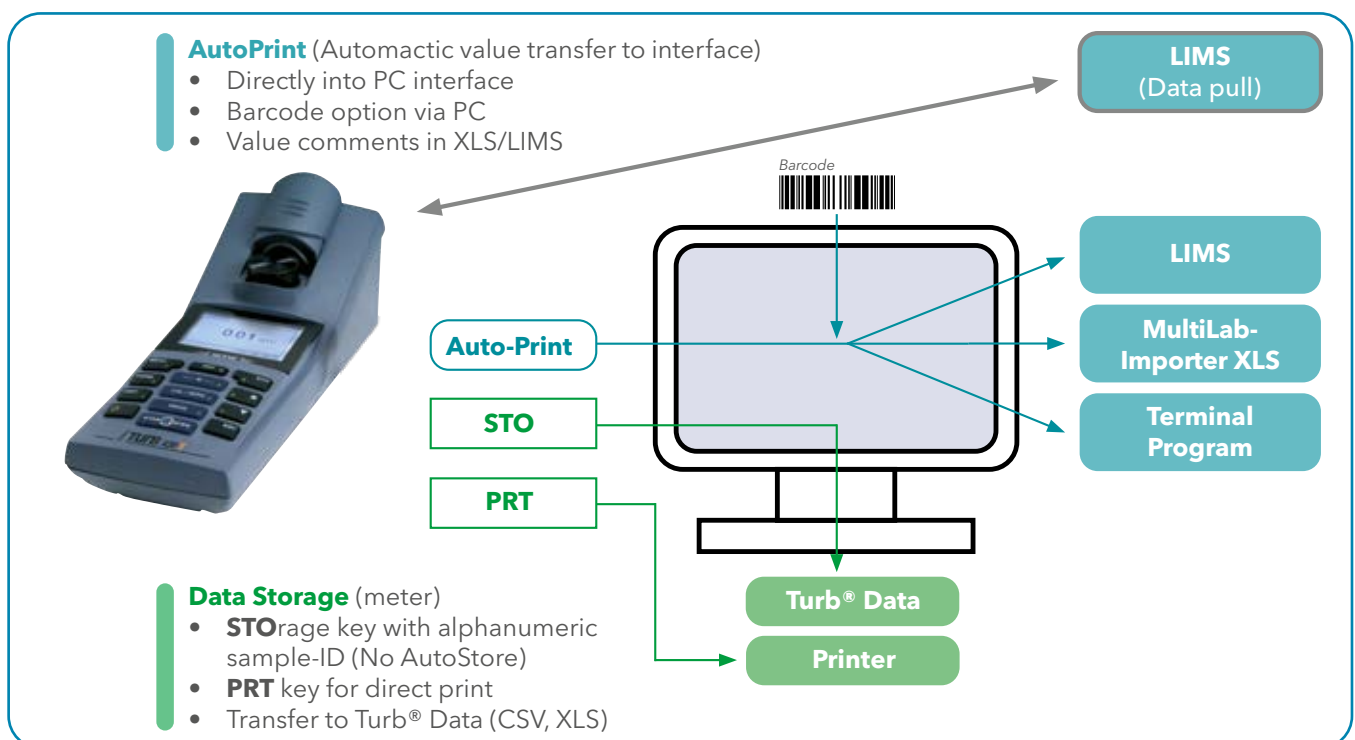 AutoPrint (Automactic value transfer to interface)
• Directly into PC interface
• Barcode option via PC
• Value comments in XLS/LIMS
LIMS
(Data pull)
Barcode
LIMS
MultiLab-
Importer XLS
Terminal
Program
Auto-Print
STO
PRT
Turb® Data
Printer
Data Storage (meter)
• STOrage key with alphanumeric
sample-ID (No AutoStore)
• PRT key for direct print
• Transfer to Turb® Data (CSV, XLS)